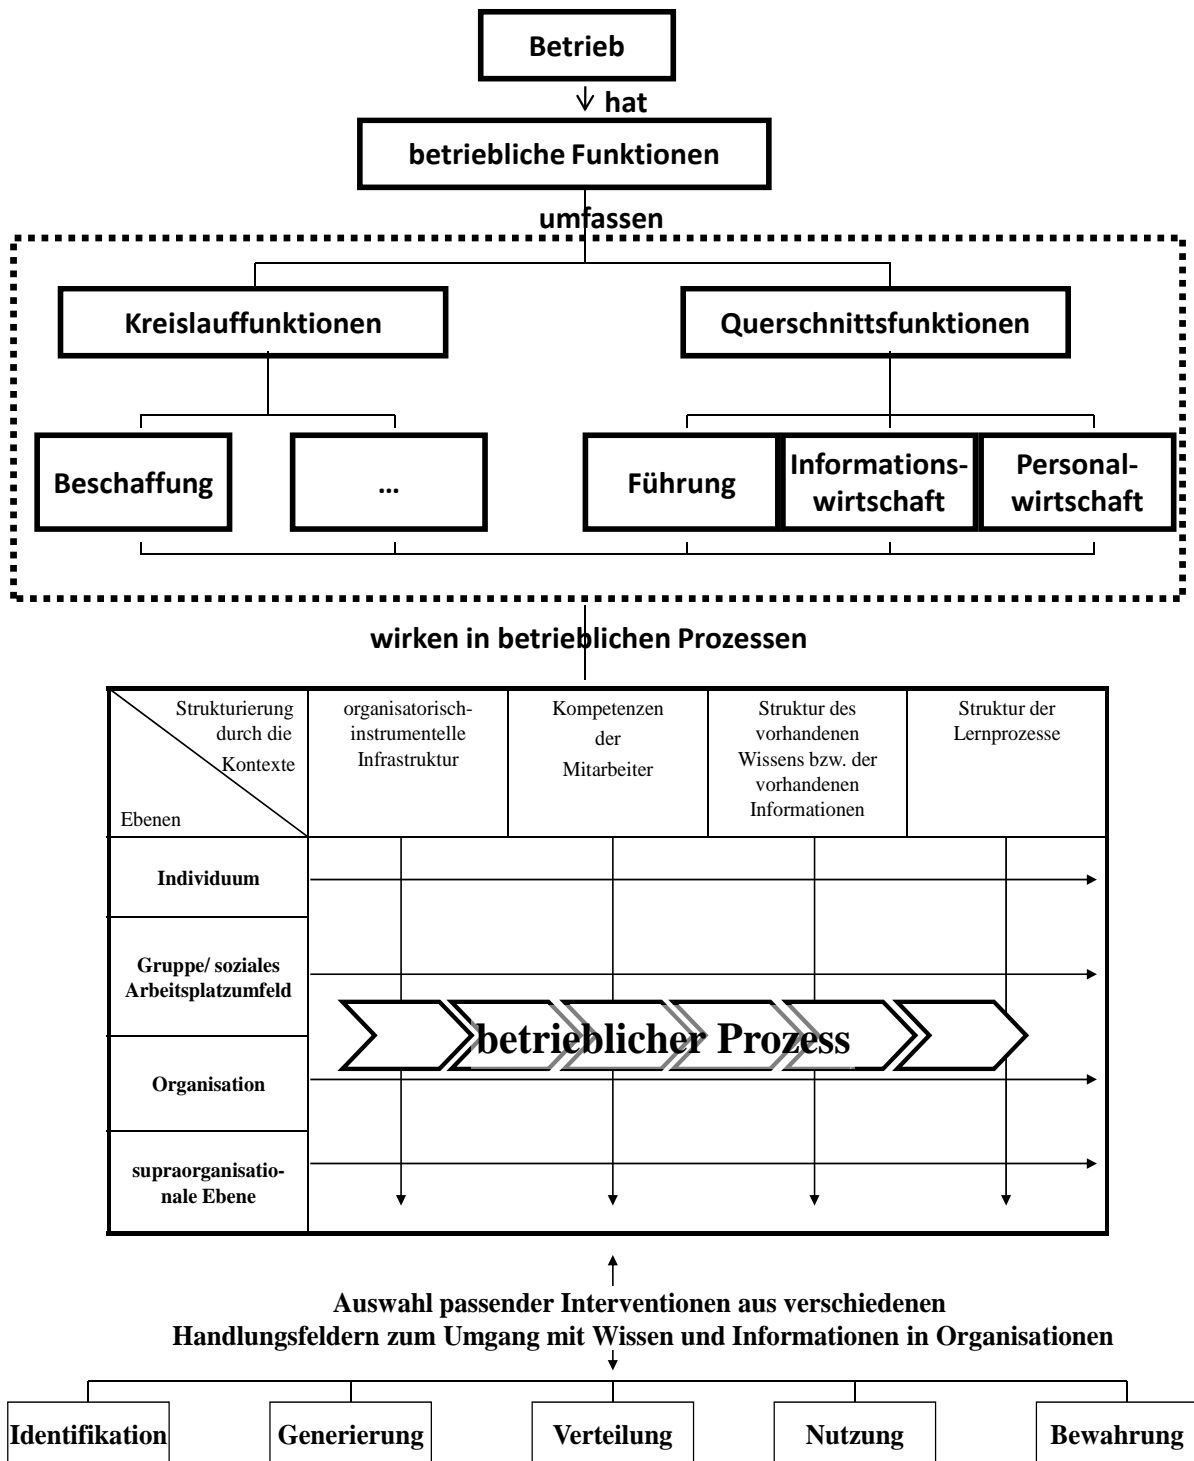 Betrieb
hat
betriebliche Funktionen
umfassen
Kreislauffunktionen
Querschnittsfunktionen
Beschaffung
...
Führung
Informations-
wirtschaft
Personal-
wirtschaft
wirken in betrieblichen Prozessen
Strukturierung
durch die
Kontexte
Ebenen
organisatorisch-
instrumentelle
Infrastruktur
Kompetenzen
der
Mitarbeiter
Struktur des
vorhandenen
Wissens bzw. der
vorhandenen
Informationen
Struktur der
Lernprozesse
Individuum
Gruppe/ soziales
Arbeitsplatzumfeld
betrieblicher Prozess
Organisation
supraorganisatio-
nale Ebene
Auswahl passender Interventionen aus verschiedenen
Handlungsfeldern zum Umgang mit Wissen und Informationen in Organisationen
Identifikation
Generierung
Verteilung
Nutzung
Bewahrung